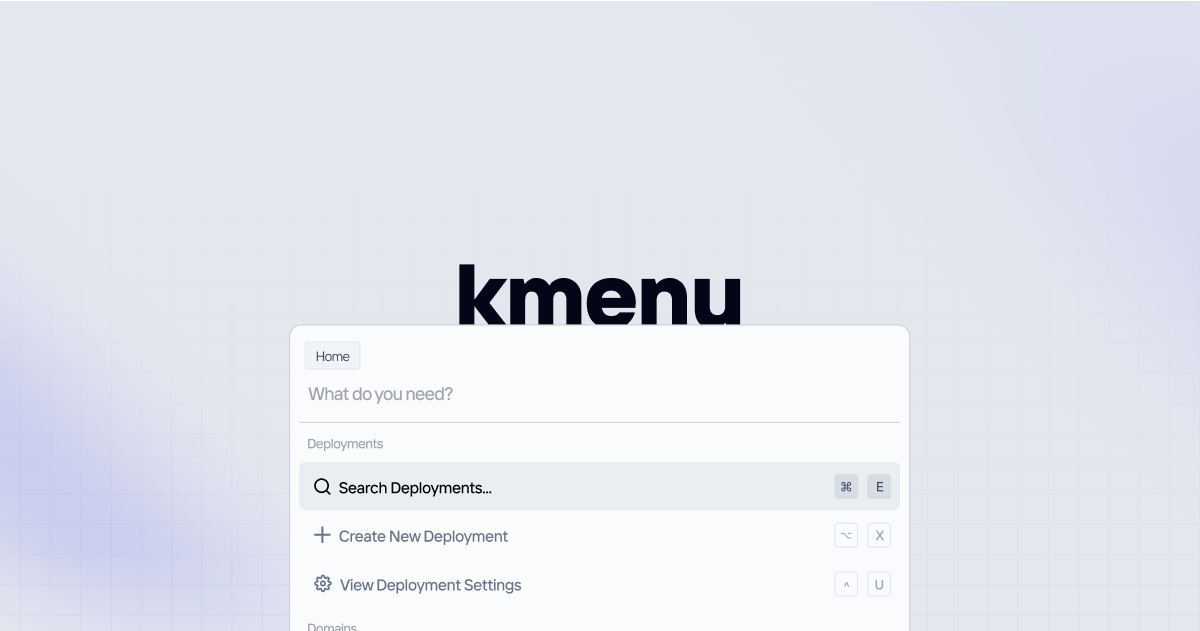 kmenu
Home
What do you need?
Deployments
Search Deployments... ⌘ E
Create New Deployment ⌥ X
View Deployment Settings ^ U
Domains